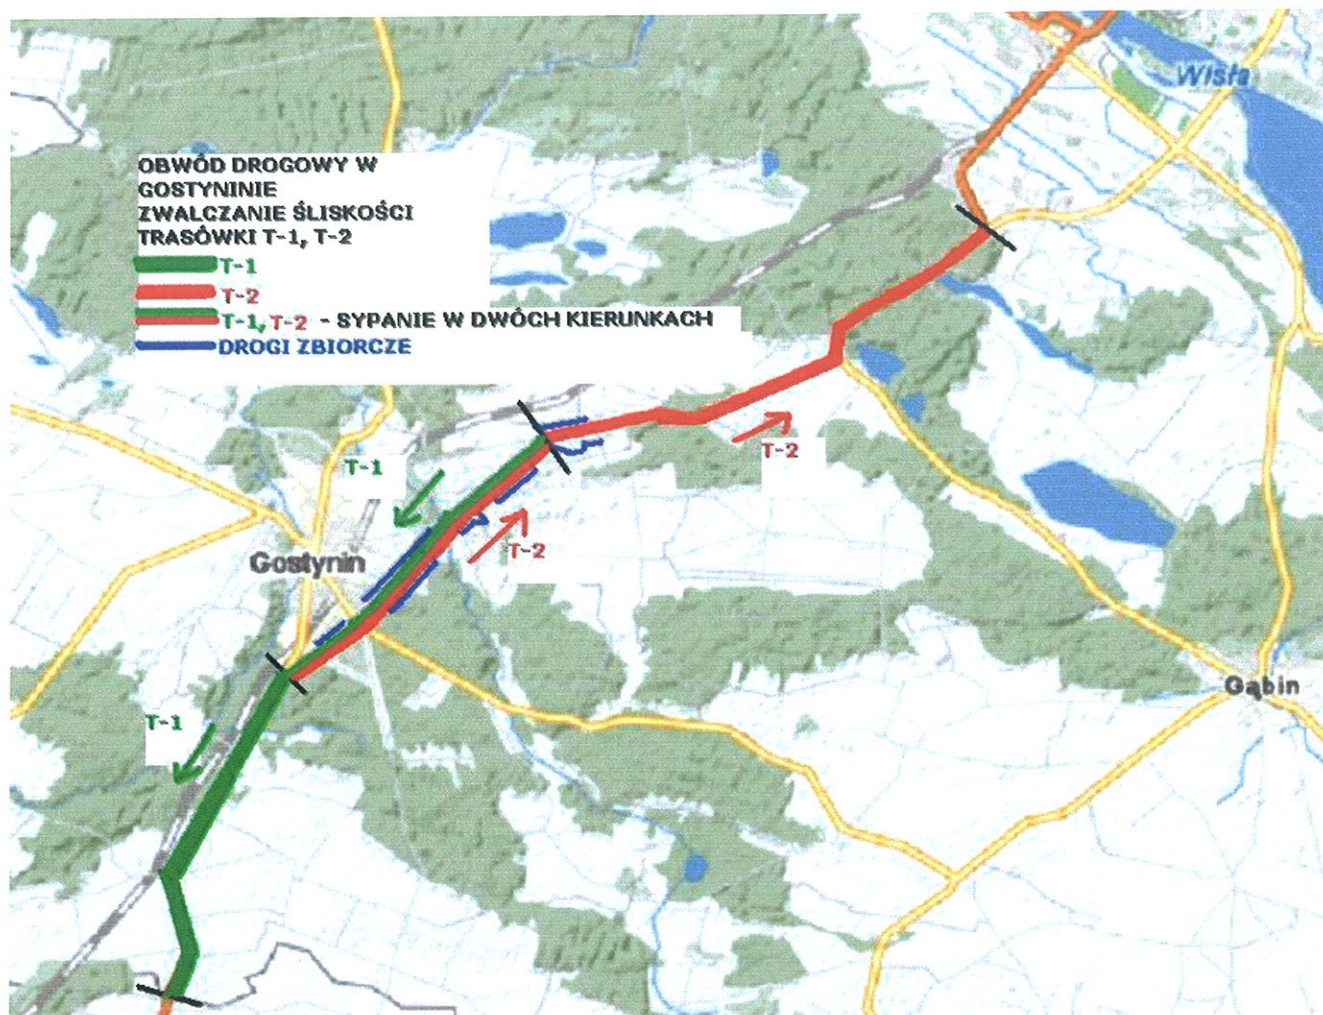 Wisła
OBWÓD DROGOWY W
GOSTYNINIE
ZWALCZANIE ŚLISKOŚCI
TRASÓWKI T-1, T-2
T-1
T-2
T-1, T-2 - SYPANIE W DWÓCH KIERUNKACH
DROGI ZBIORCZE
T-2
T-1
T-2
Gostynin
Gąbin
T-1